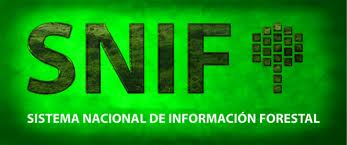 SNIF
SISTEMA NACIONAL DE INFORMACIÓN FORESTAL